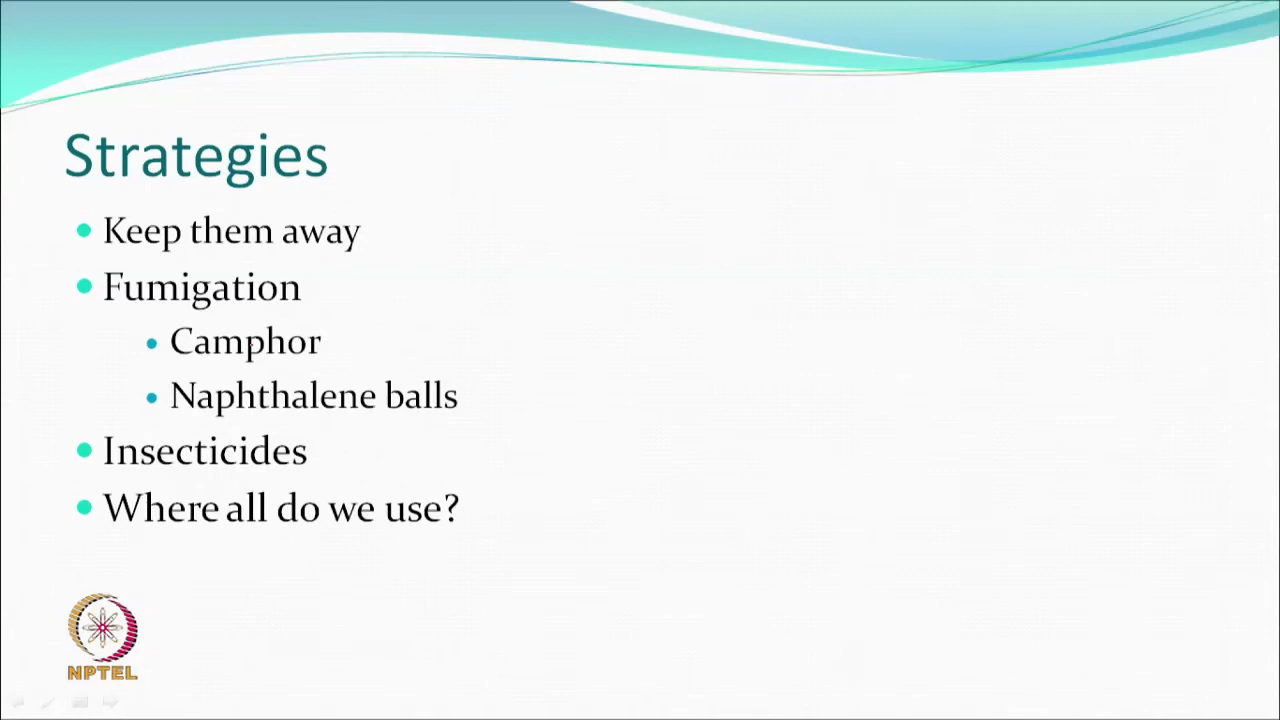 Strategies
Keep them away
Fumigation
Camphor
Naphthalene balls
Insecticides
Where all do we use?
NPTEL